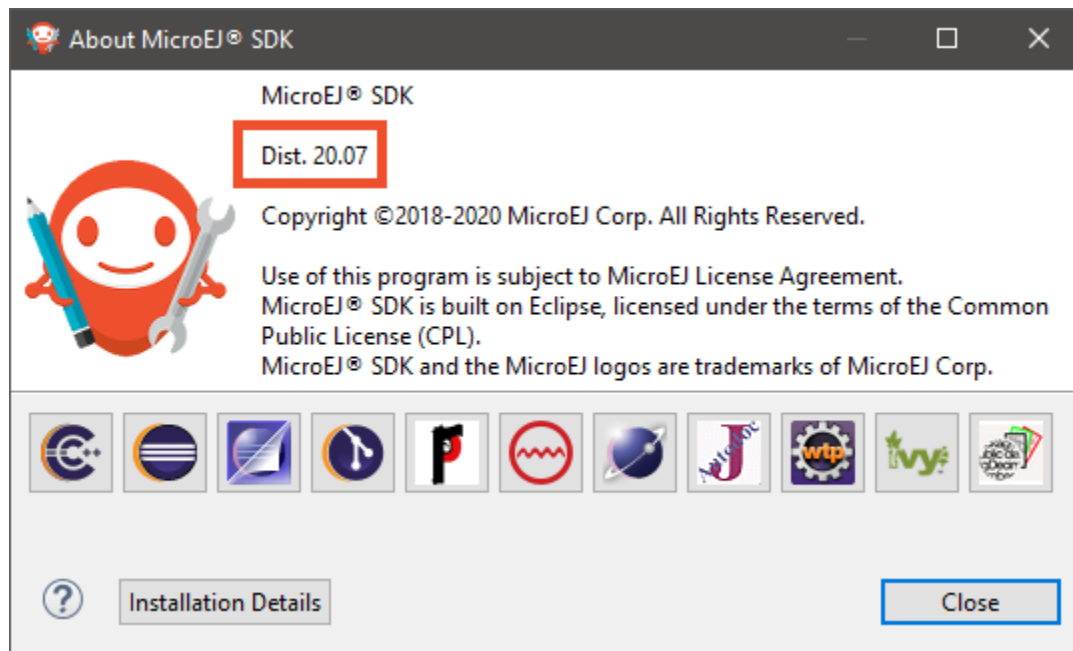 About MicroEJ® SDK
MicroEJ® SDK
Dist. 20.07
Copyright ©2018-2020 MicroEJ Corp. All Rights Reserved.
Use of this program is subject to MicroEJ License Agreement.
MicroEJ® SDK is built on Eclipse, licensed under the terms of the Common
Public License (CPL).
MicroEJ® SDK and the MicroEJ logos are trademarks of MicroEJ Corp.
C++
r
J
Autodoc
wtp
ivy
?
Installation Details
Close